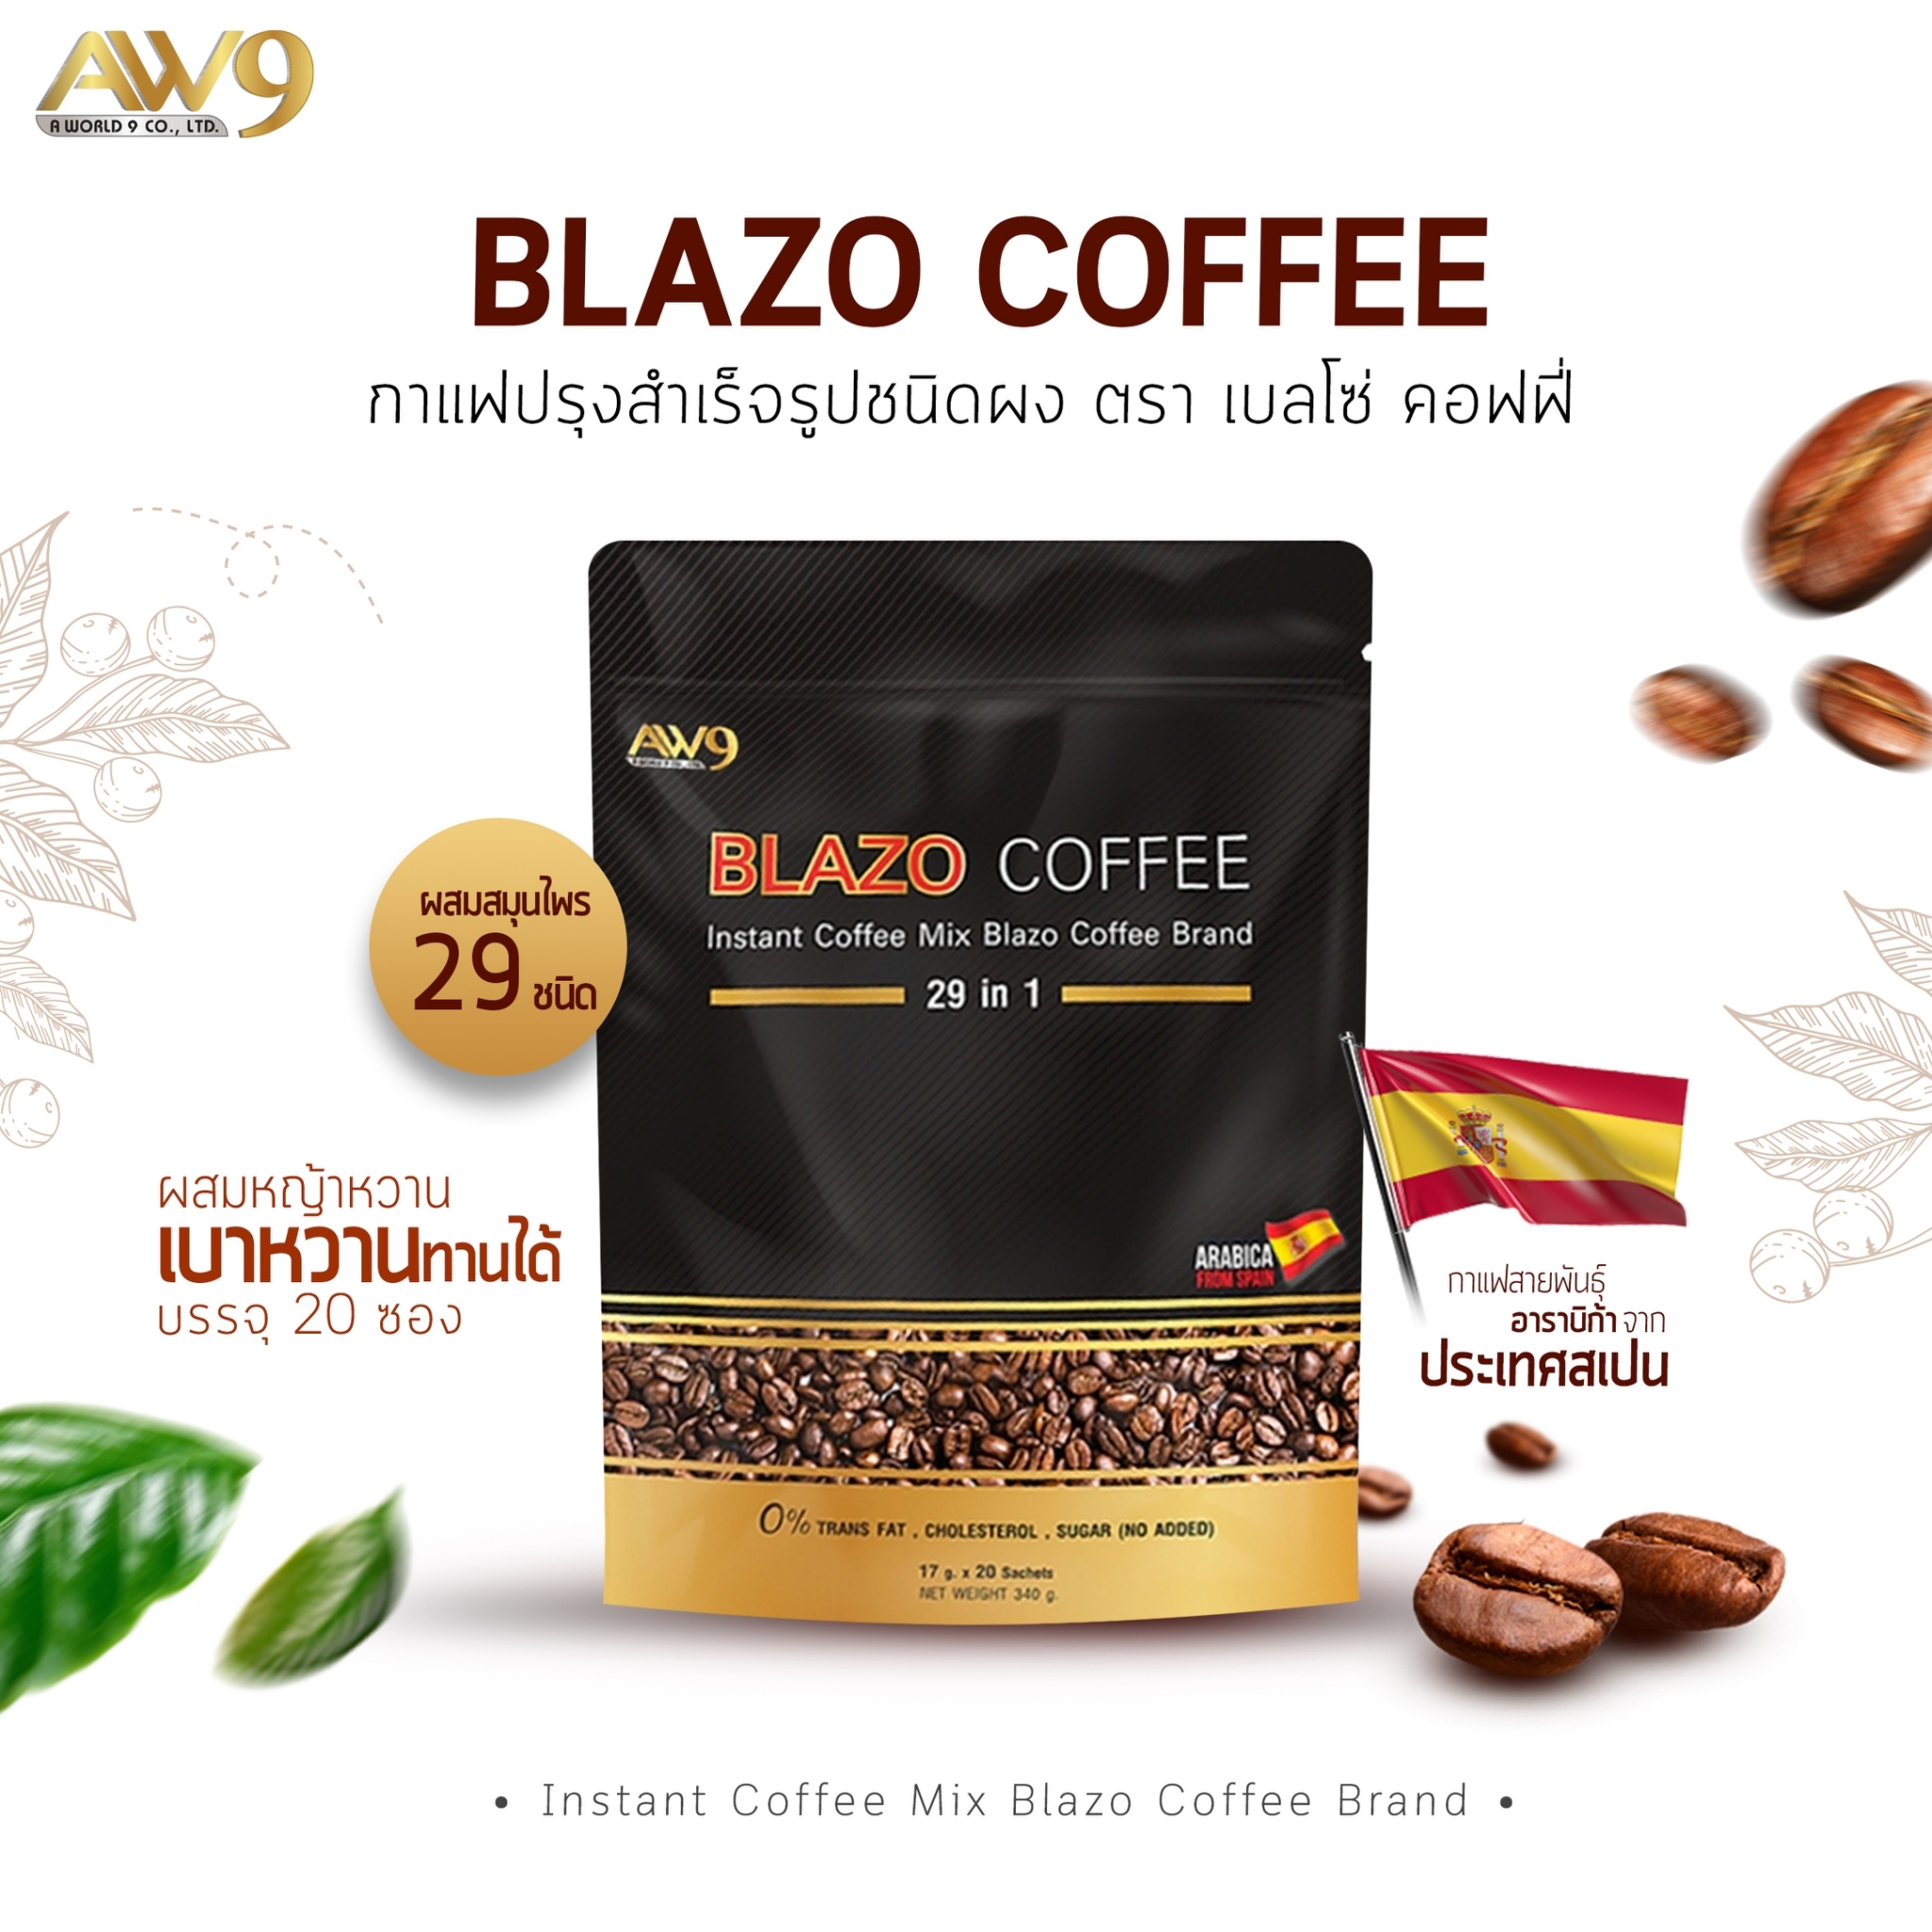 AW9
A WORLD 9 CO., LTD.
BLAZO COFFEE
กาแฟปรุงสำเร็จรูปชนิดผง ตรา เบลโซ่ คอฟฟี่
AW9
BLAZO COFFEE
Instant Coffee Mix Blazo Coffee Brand
29 in 1
ผสมสมุนไพร
29 ชนิด
ผสมหญ้าหวาน
เบาหวานทานได้
บรรจุ 20 ซอง
ARABICA
FROM SPAIN
กาแฟสายพันธุ์
อาราบิก้า จาก
ประเทศสเปน
0% TRANS FAT , CHOLESTEROL , SUGAR (NO ADDED)
17 g. x 20 Sachets
NET WEIGHT 340 g.
• Instant Coffee Mix Blazo Coffee Brand •